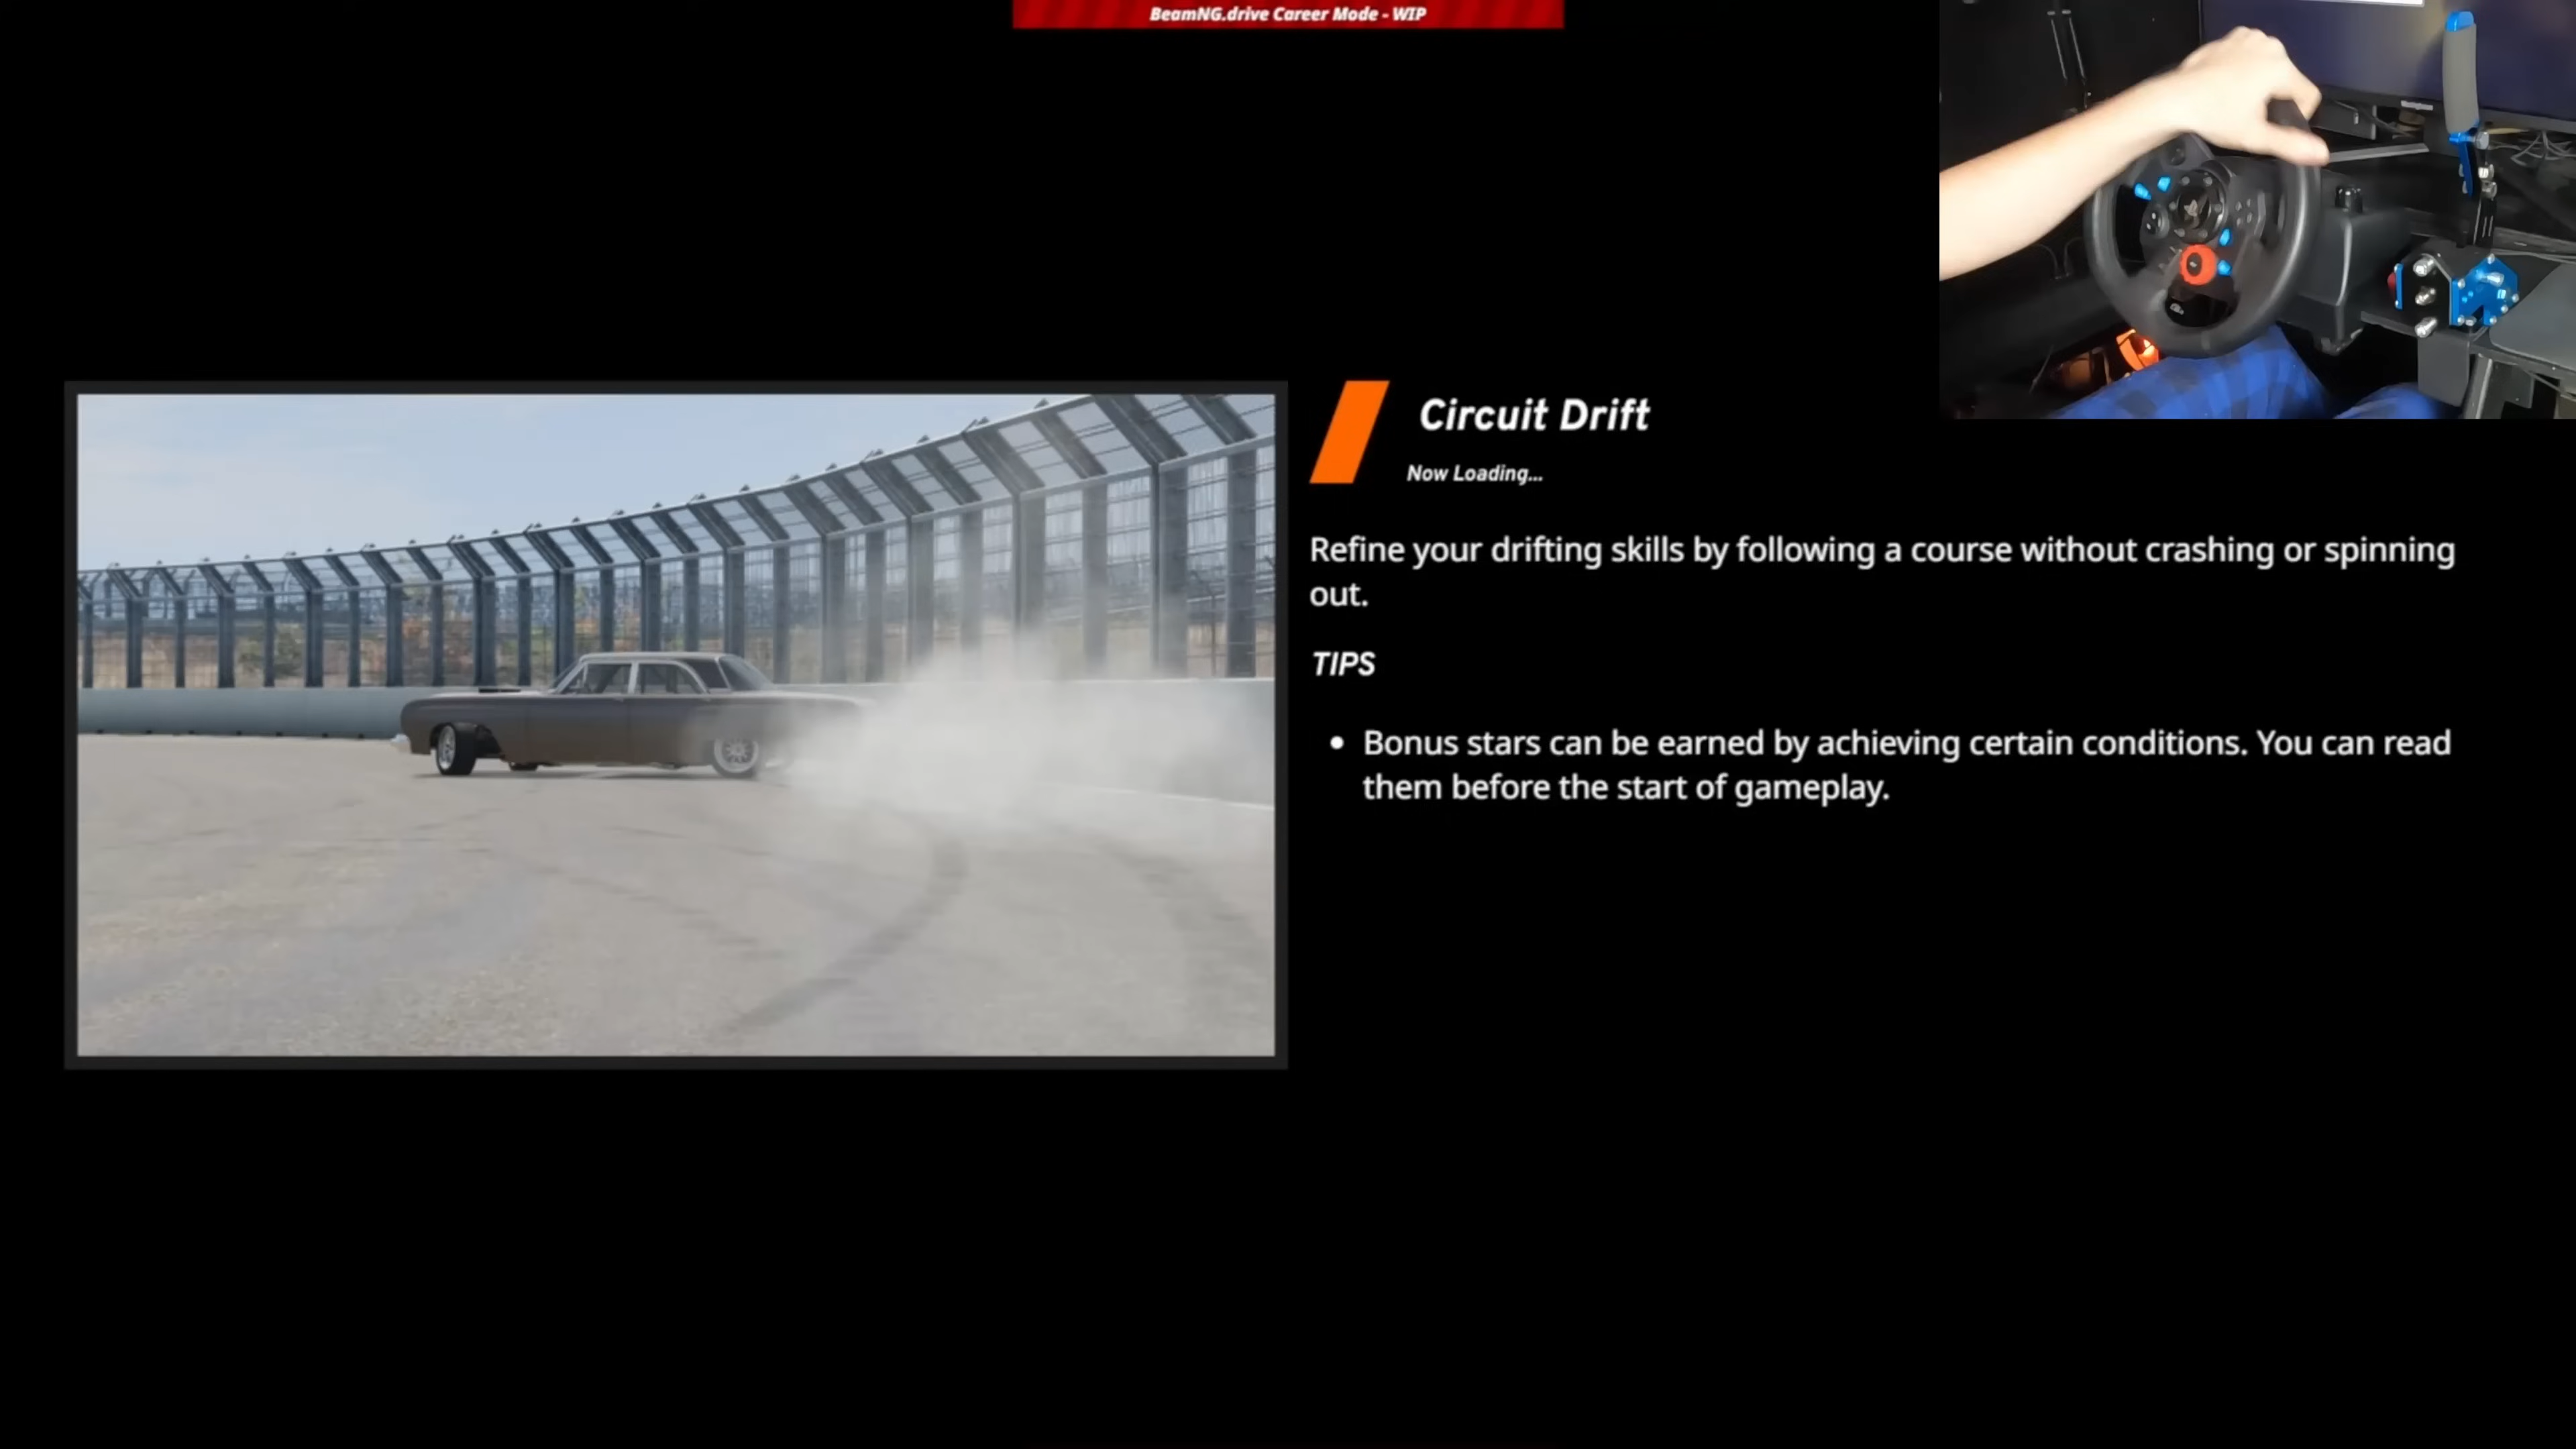 BeamNG.drive Career Mode - WIP
Circuit Drift
Now Loading...
Refine your drifting skills by following a course without crashing or spinning
out.
TIPS
• Bonus stars can be earned by achieving certain conditions. You can read
them before the start of gameplay.